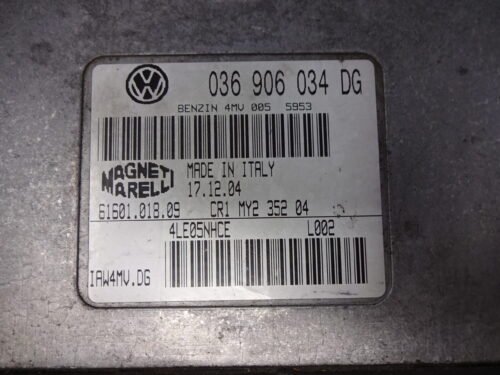 VW 036 906 034 DG
BENZIN 4MV 005 5953
MAGNETI MARELLI
MADE IN ITALY
17.12.04
61601.018.09 CR1 MY2 352 04
4LE05NHCE L002
IAW4MV.DG